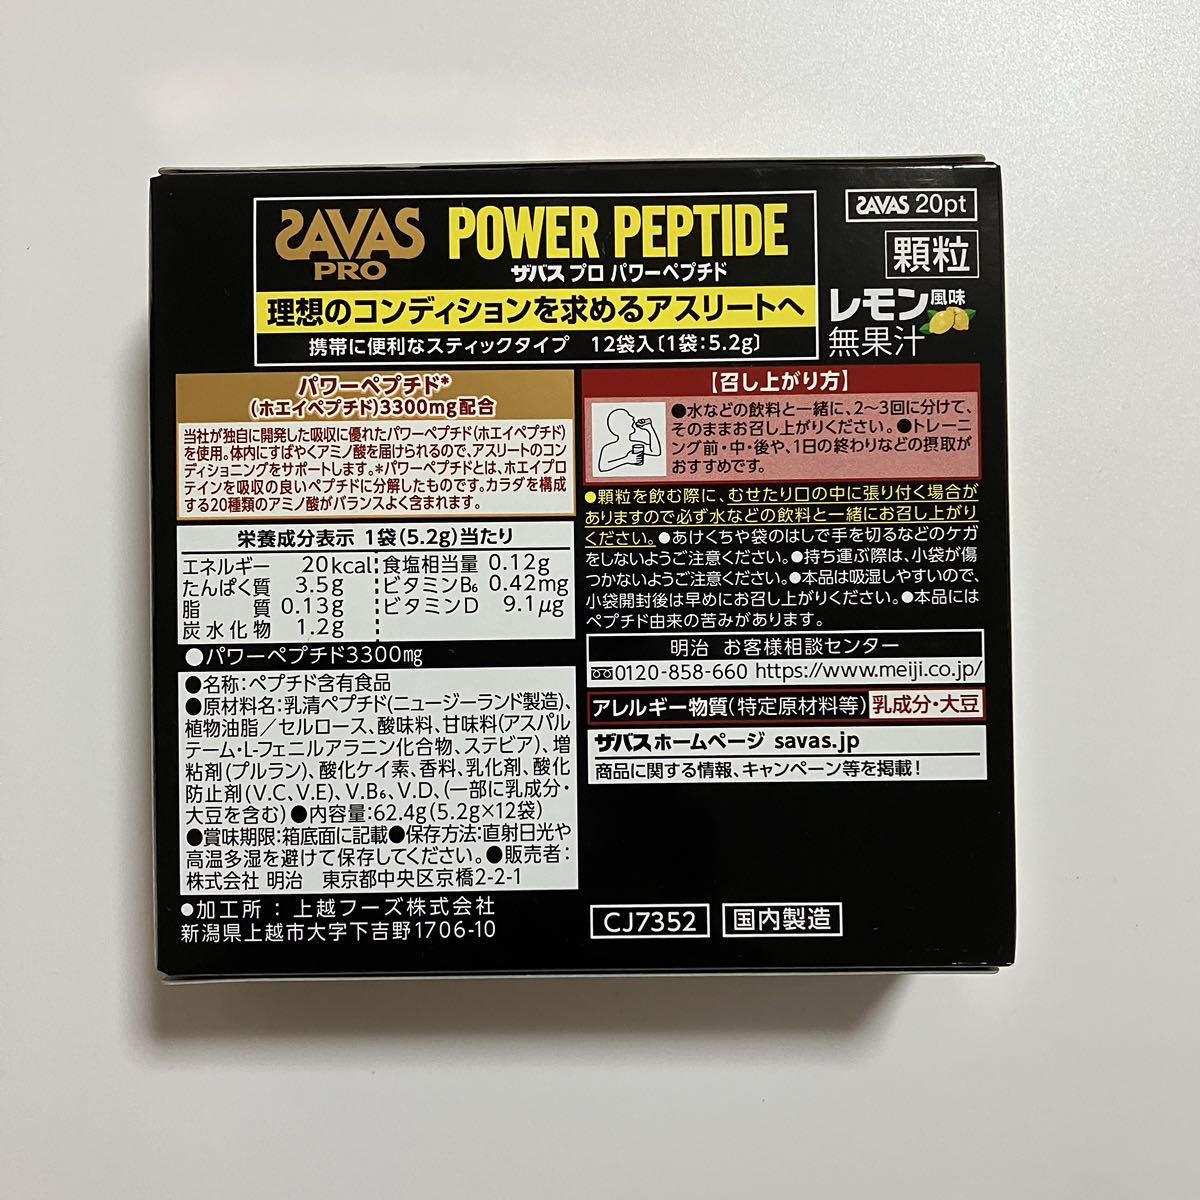 SAVAS
PRO
POWER PEPTIDE
ザバス プロ パワーペプチド
理想のコンディションを求めるアスリートへ
携帯に便利なスティックタイプ 12袋入〔1袋:5.2g〕
SAVAS 20pt
顆粒
レモン風味
無果汁
パワーペプチド*
(ホエイペプチド)3300mg配合
当社が独自に開発した吸収に優れたパワーペプチド(ホエイペプチド)
を使用。体内にすばやくアミノ酸を届けられるので、アスリートのコン
ディショニングをサポートします。*パワーペプチドとは、ホエイプロ
テインを吸収の良いペプチドに分解したものです。カラダを構成
する20種類のアミノ酸がバランスよく含まれます。
栄養成分表示 1袋(5.2g)当たり
エネルギー 20kcal 食塩相当量 0.12g
たんぱく質 3.5g ビタミンB₆ 0.42mg
脂質 0.13g ビタミンD 9.1μg
炭水化物 1.2g
●パワーペプチド3300mg
●名称:ペプチド含有食品
●原材料名:乳清ペプチド(ニュージーランド製造)、
植物油脂/セルロース、酸味料、甘味料(アスパル
テーム・L-フェニルアラニン化合物、ステビア)、増
粘剤(プルラン)、酸化ケイ素、香料、乳化剤、酸化
防止剤(V.C、V.E)、V.B₆、V.D、(一部に乳成分・
大豆を含む)●内容量:62.4g(5.2g×12袋)
●賞味期限:箱底面に記載●保存方法:直射日光や
高温多湿を避けて保存してください。●販売者:
株式会社 明治 東京都中央区京橋2-2-1
●加工所:上越フーズ株式会社
新潟県上越市大字下吉野1706-10
【召し上がり方】
●水などの飲料と一緒に、2〜3回に分けて、
そのままお召し上がりください。●トレーニ
ング前・中・後や、1日の終わりなどの摂取が
おすすめです。
●顆粒を飲む際に、むせたり口の中に張り付く場合が
ありますので必ず水などの飲料と一緒にお召し上がり
ください。●あけくちや袋のはしで手を切るなどのケガ
をしないようご注意ください。●持ち運ぶ際は、小袋が傷
つかないようご注意ください。●本品は吸湿しやすいので、
小袋開封後は早めにお召し上がりください。●本品には
ペプチド由来の苦みがあります。
明治 お客様相談センター
0120-858-660 https://www.meiji.co.jp/
アレルギー物質(特定原材料等) 乳成分・大豆
ザバスホームページ savas.jp
商品に関する情報、キャンペーン等を掲載!
CJ7352
国内製造